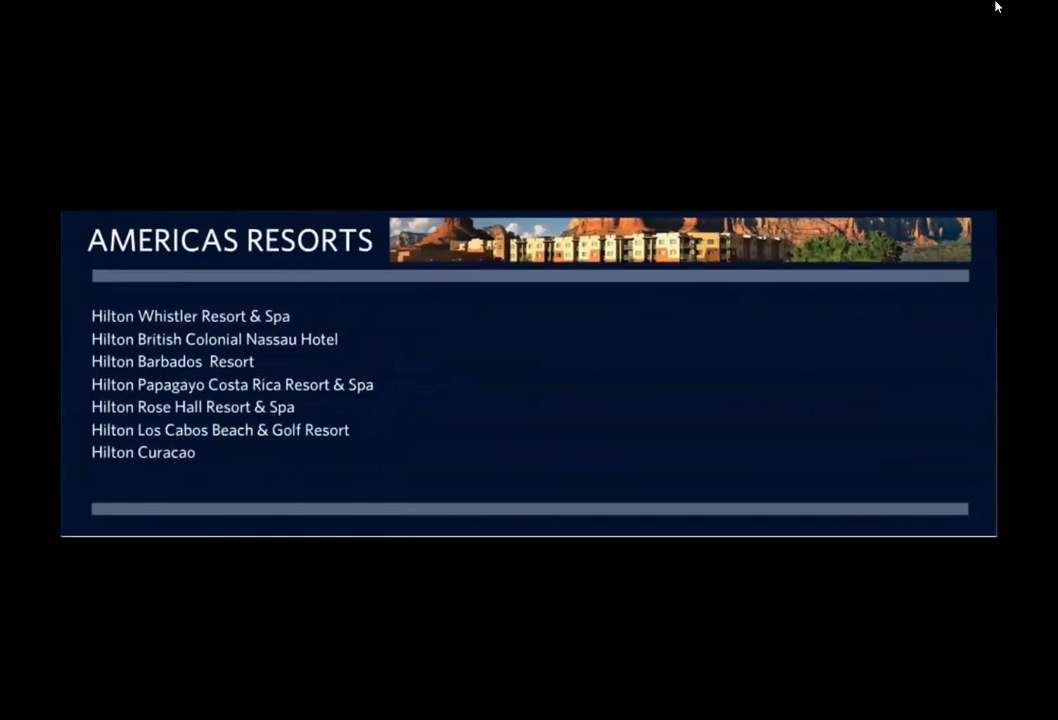 AMERICAS RESORTS
Hilton Whistler Resort & Spa
Hilton British Colonial Nassau Hotel
Hilton Barbados  Resort
Hilton Papagayo Costa Rica Resort & Spa
Hilton Rose Hall Resort & Spa
Hilton Los Cabos Beach & Golf Resort
Hilton Curacao